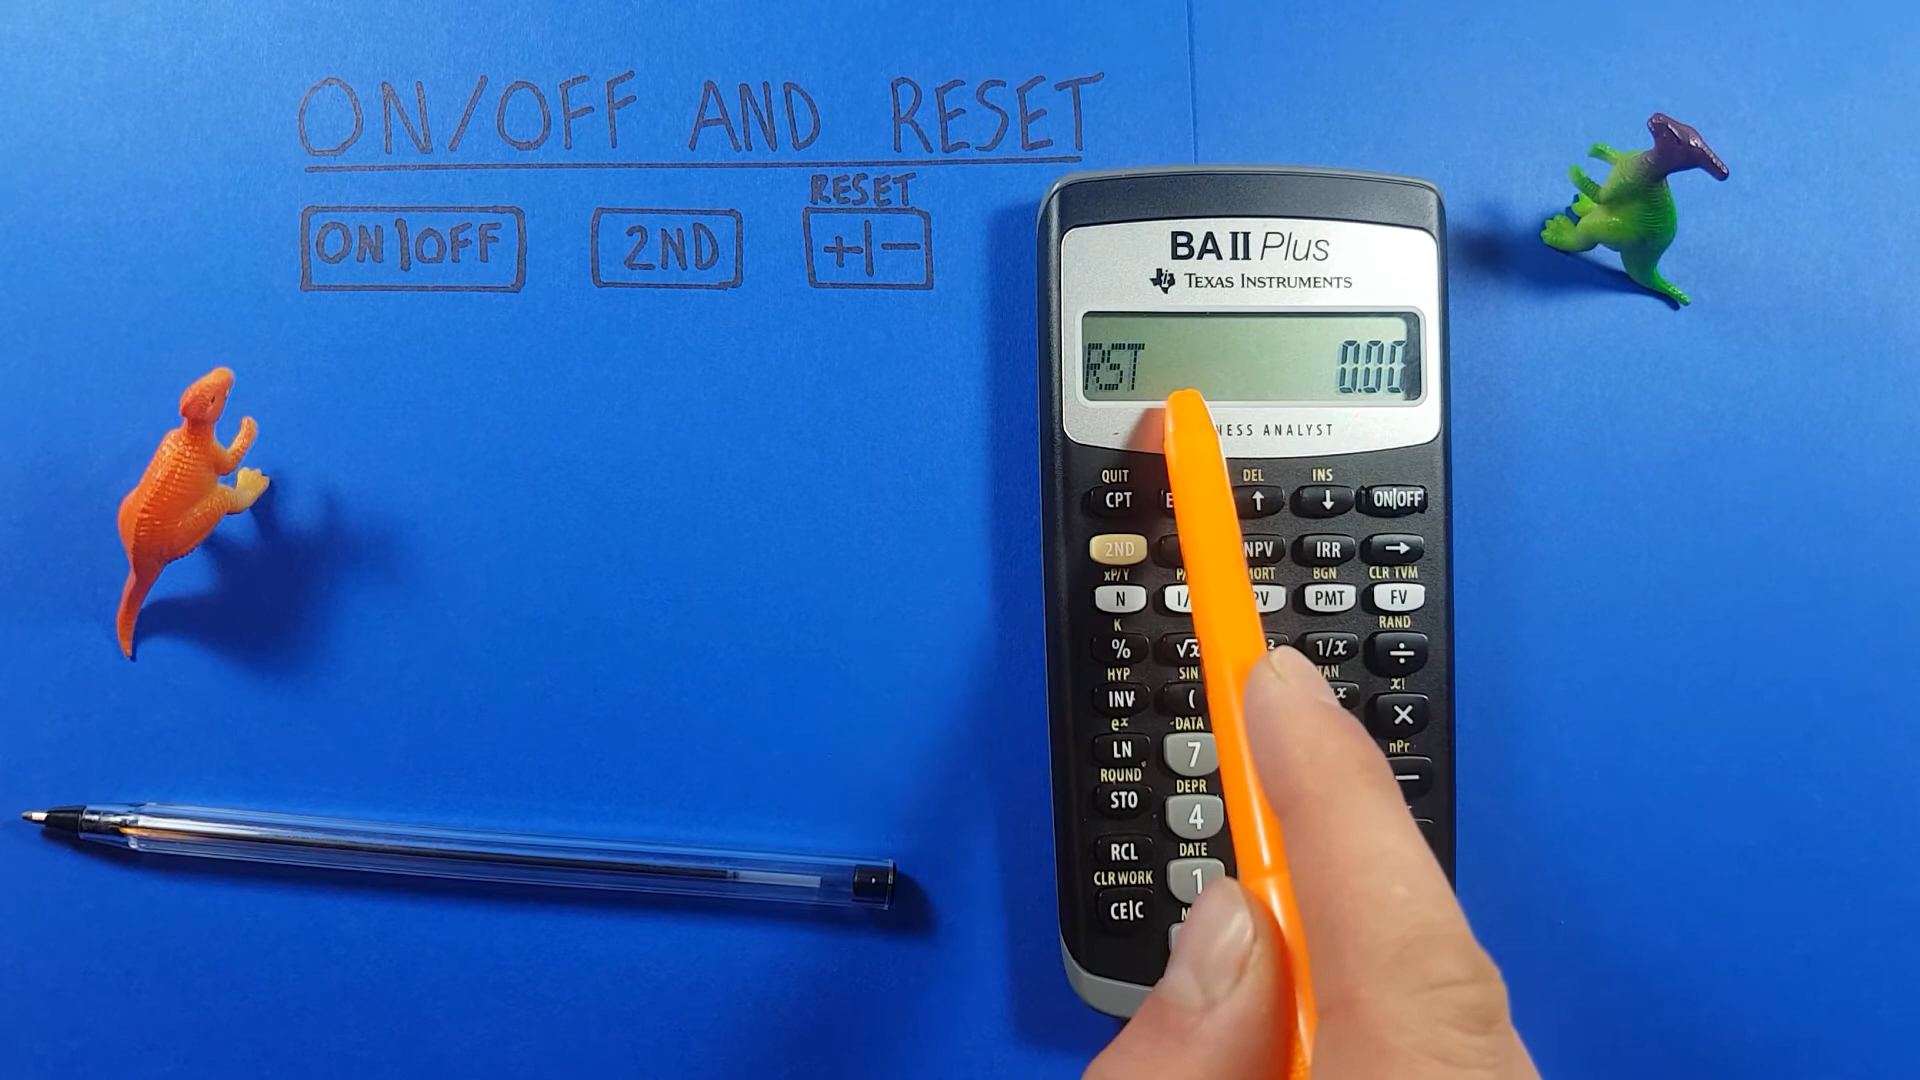 ON/OFF AND RESET
RESET
ON|OFF 2ND +|-
BA II Plus
TEXAS INSTRUMENTS
RST 0.00
ANALYST
QUIT DEL INS
CPT ↑ ↓ ON|OFF
2ND NPV IRR →
xP/Y BGN CLR TVM
N PMT FV
K RAND
% √x 1/x ÷
HYP SIN x!
INV ( ×
eˣ DATA nPr
LN 7 −
ROUND DEPR
STO 4
DATE
RCL 1
CLR WORK
CE|C